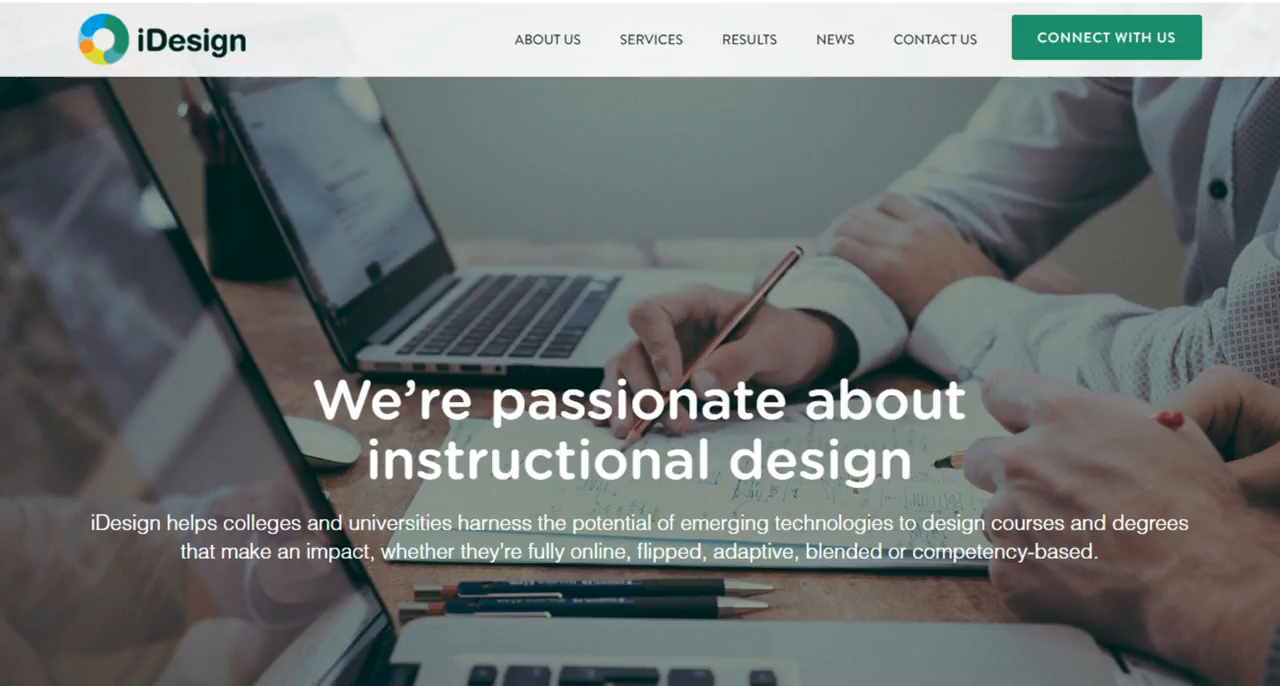 iDesign
ABOUT US SERVICES RESULTS NEWS CONTACT US CONNECT WITH US
We’re passionate about
instructional design
iDesign helps colleges and universities harness the potential of emerging technologies to design courses and degrees
that make an impact, whether they’re fully online, flipped, adaptive, blended or competency-based.